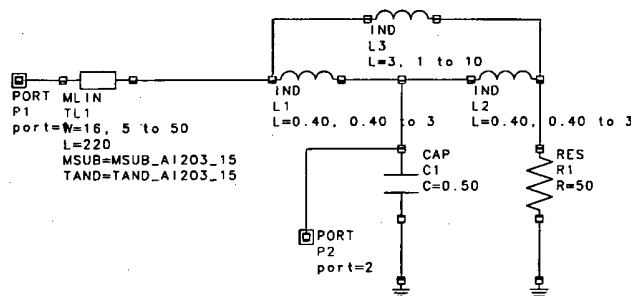 IND
L3
L=3, 1 to 10
PORT
P1
port=
MLIN
TL1
W=16, 5 to 50
L=220
MSUB=MSUB_Al203_15
TAND=TAND_Al203_15
IND
L1
L=0.40, 0.40 to 3
IND
L2
L=0.40, 0.40 to 3
CAP
C1
C=0.50
RES
R1
R=50
PORT
P2
port=2